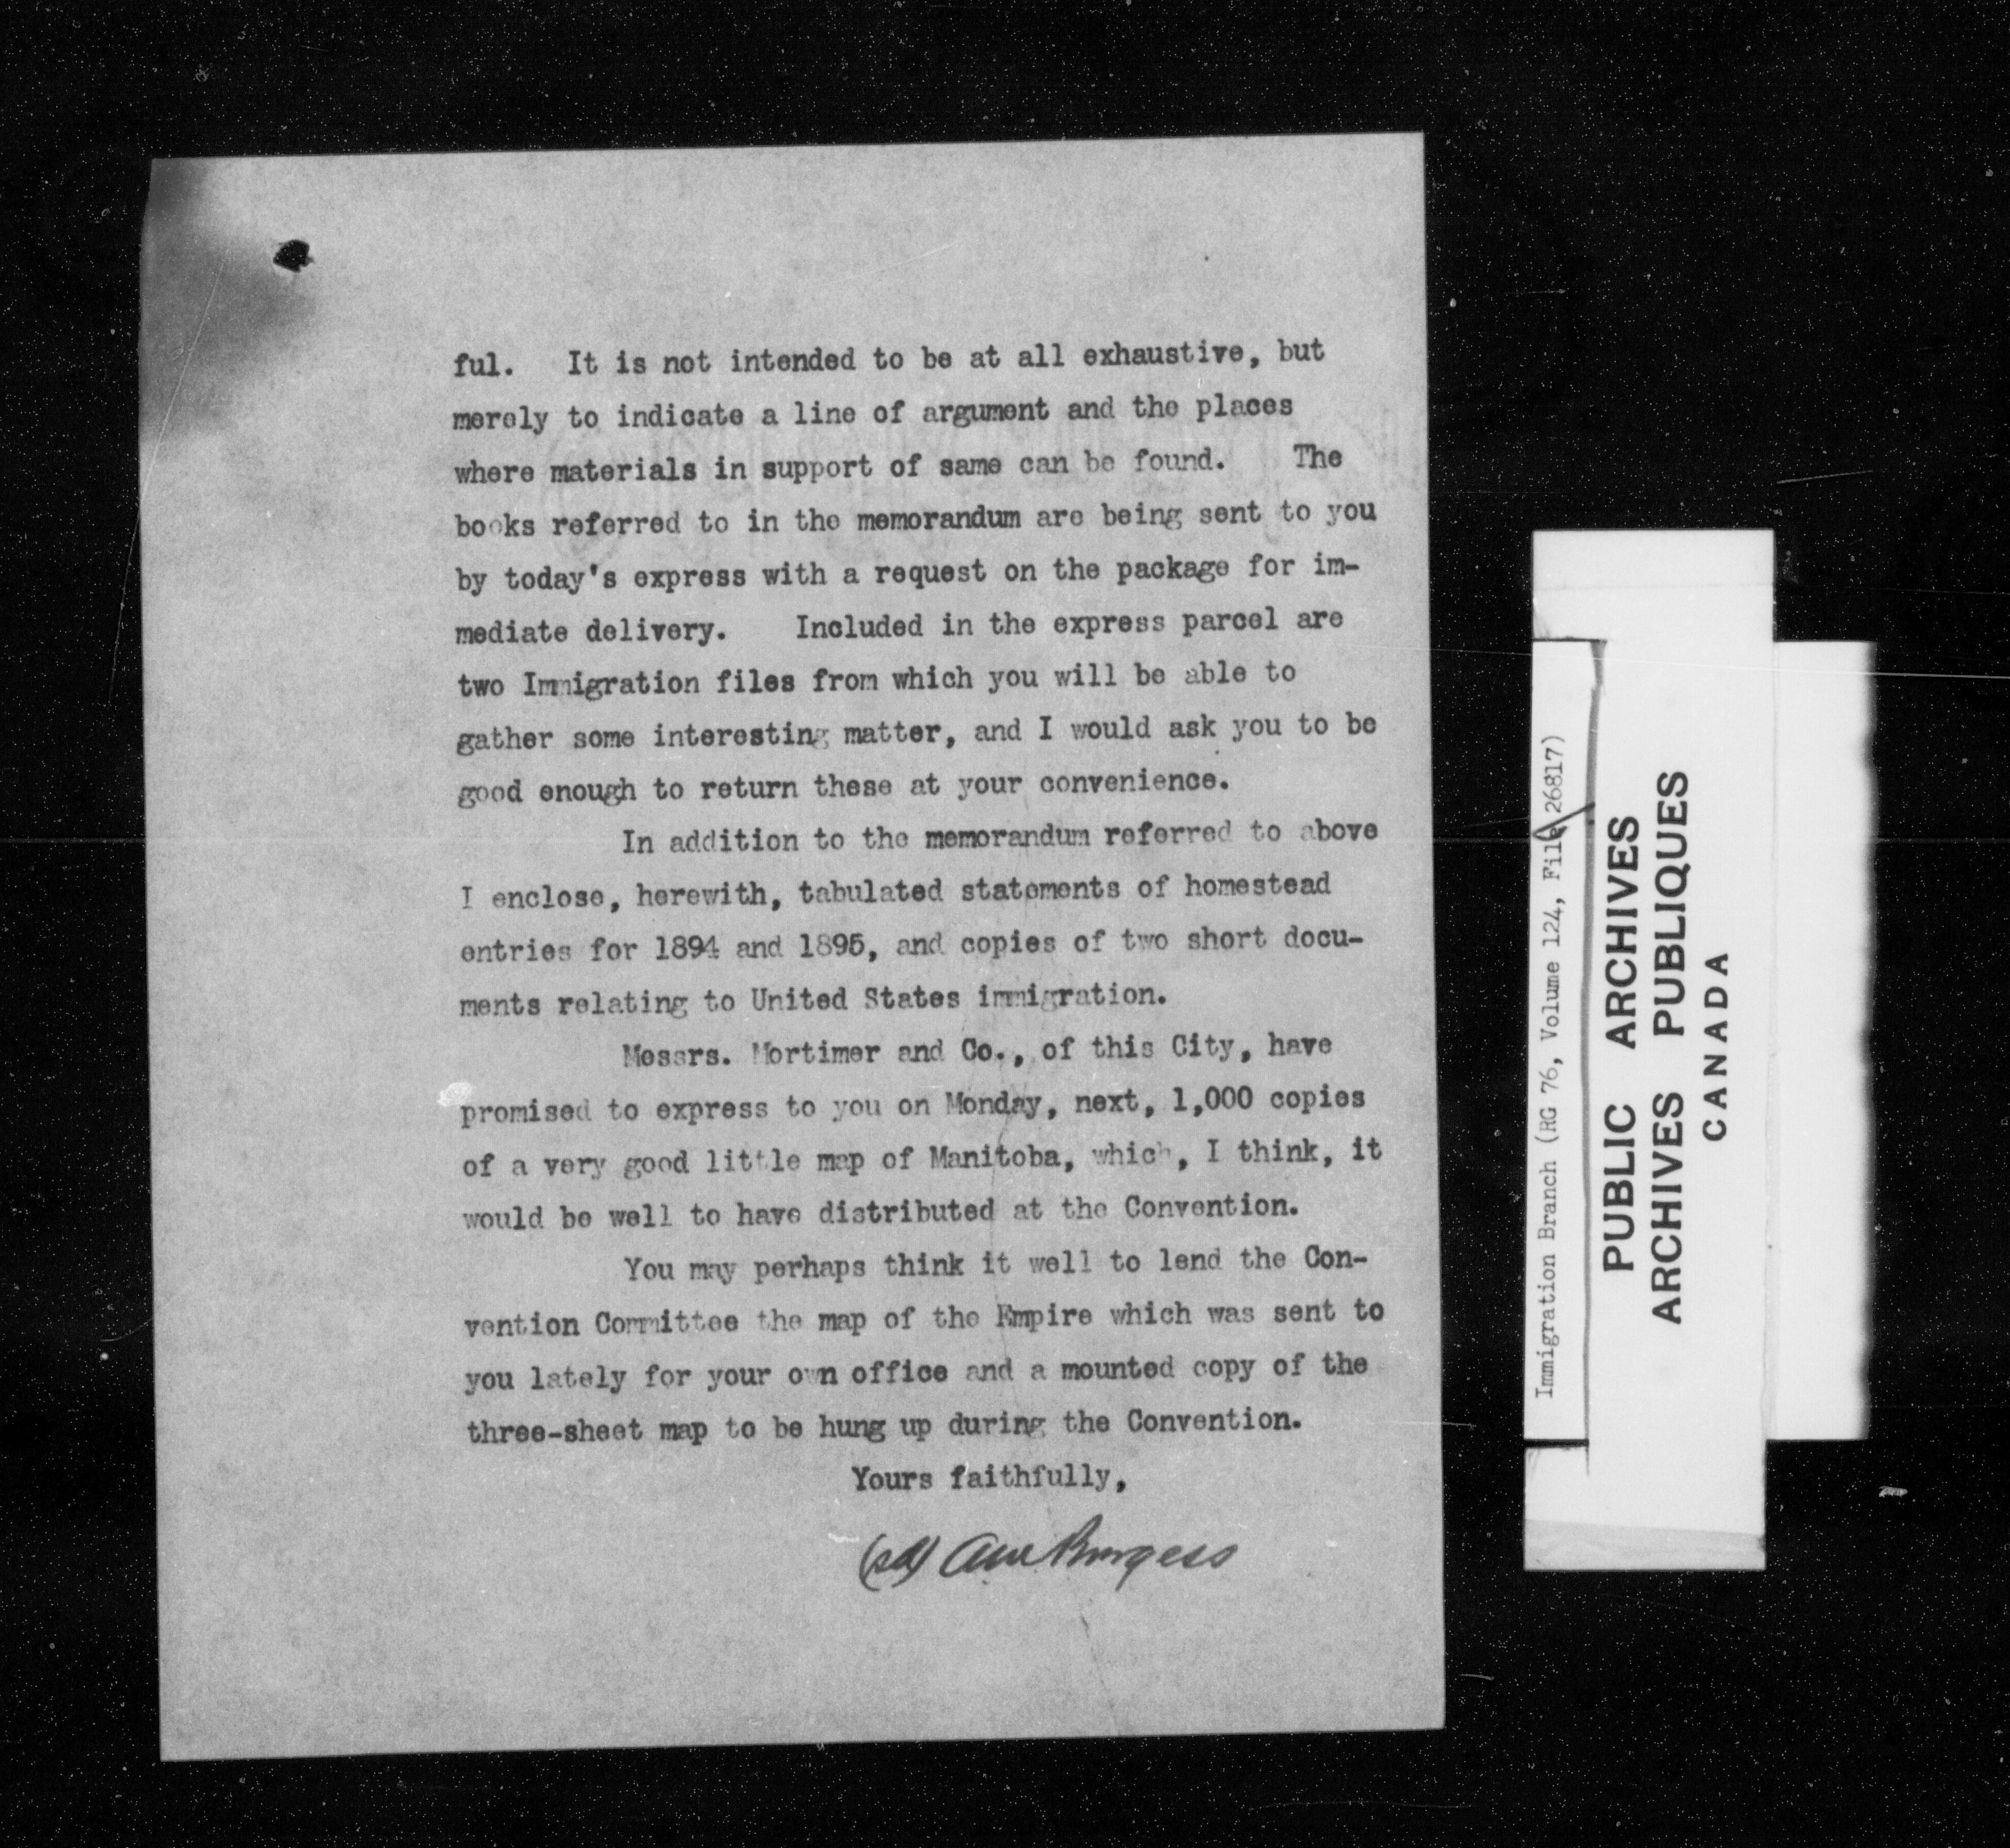 ful. It is not intended to be at all exhaustive, but
merely to indicate a line of argument and the places
where materials in support of same can be found. The
books referred to in the memorandum are being sent to you
by today's express with a request on the package for im-
mediate delivery. Included in the express parcel are
two Immigration files from which you will be able to
gather some interesting matter, and I would ask you to be
good enough to return these at your convenience.
In addition to the memorandum referred to above
I enclose, herewith, tabulated statements of homestead
entries for 1894 and 1895, and copies of two short docu-
ments relating to United States immigration.
Messrs. Mortimer and Co., of this City, have
promised to express to you on Monday, next, 1,000 copies
of a very good little map of Manitoba, which, I think, it
would be well to have distributed at the Convention.
You may perhaps think it well to lend the Con-
vention Committee the map of the Empire which was sent to
you lately for your own office and a mounted copy of the
three-sheet map to be hung up during the Convention.
Yours faithfully,
(sd) AM Burgess
Immigration Branch (RG 76, Volume 124, File 26817)
PUBLIC ARCHIVES
ARCHIVES PUBLIQUES
CANADA